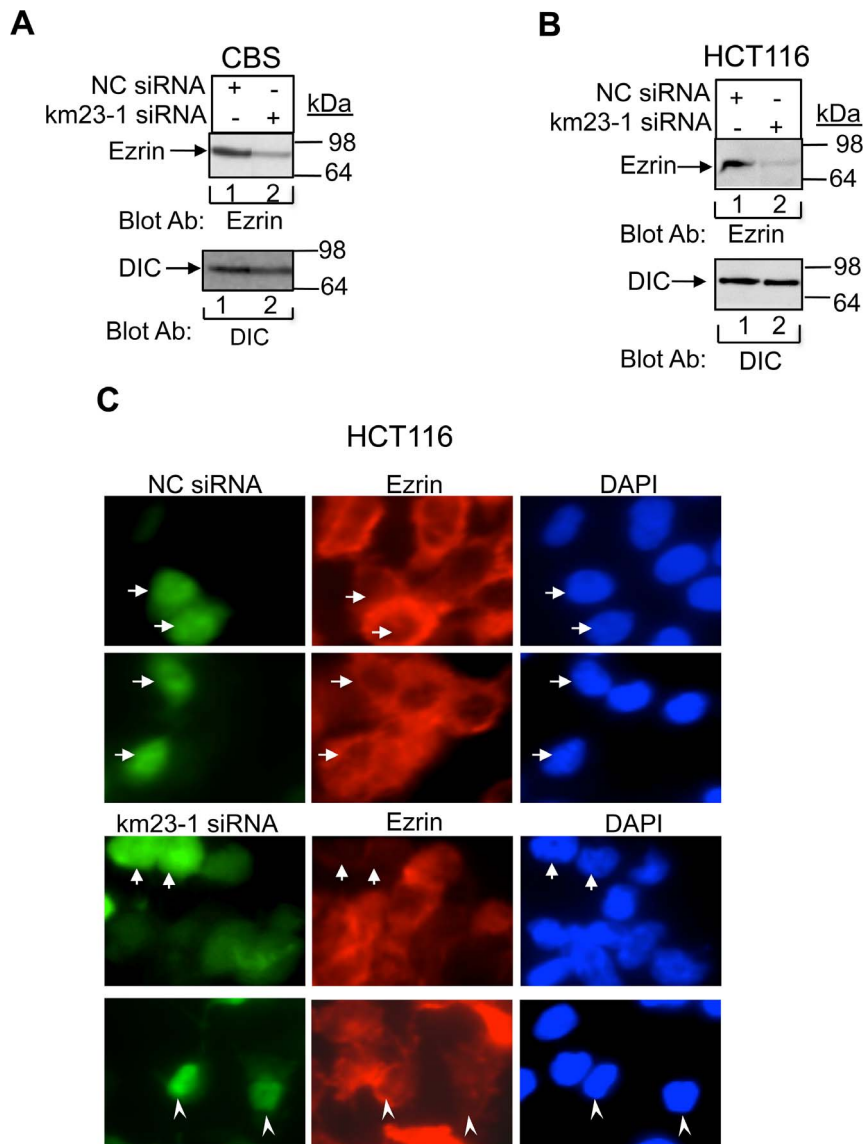 A
CBS
NC siRNA + -
km23-1 siRNA - +
kDa
Ezrin
98
64
1 2
Blot Ab: Ezrin
DIC
98
64
1 2
Blot Ab: DIC
B
HCT116
NC siRNA + -
km23-1 siRNA - +
kDa
Ezrin
98
64
1 2
Blot Ab: Ezrin
DIC
98
64
1 2
Blot Ab: DIC
C
HCT116
NC siRNA Ezrin DAPI
km23-1 siRNA Ezrin DAPI